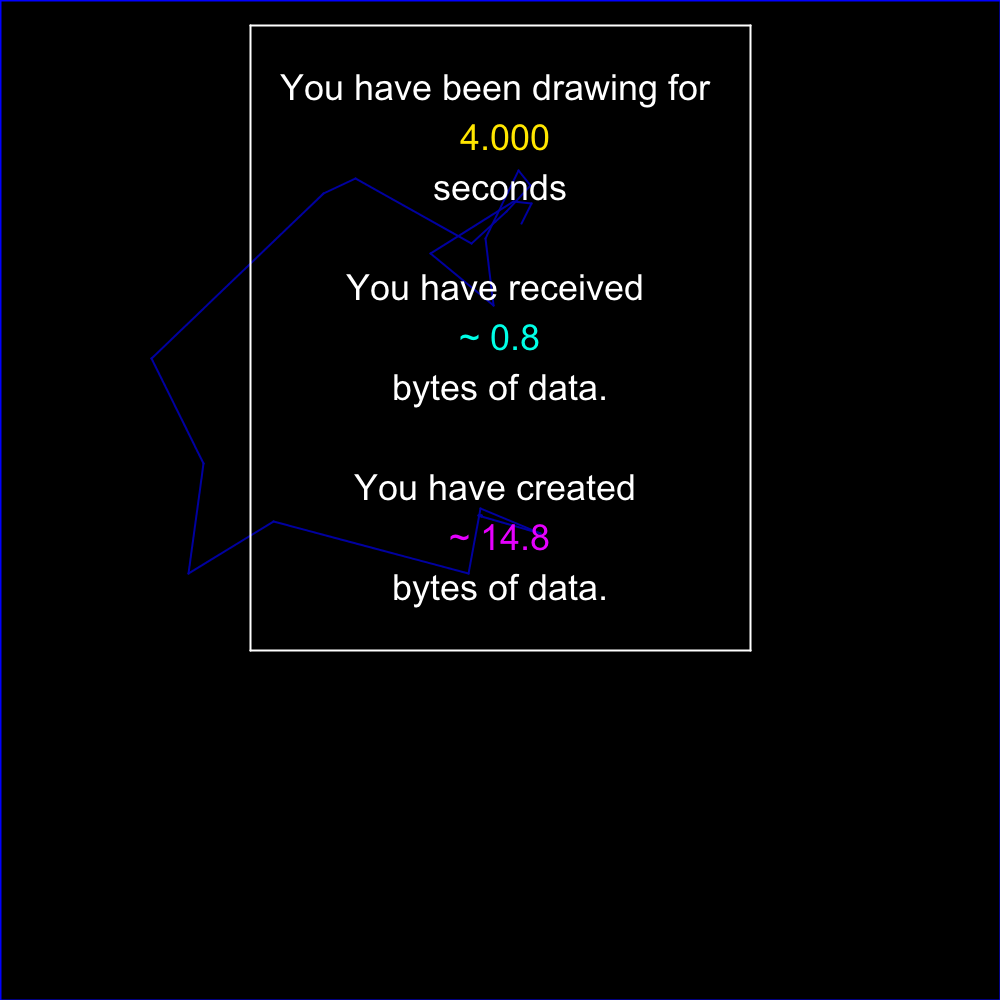 You have been drawing for
4.000
seconds
You have received
~ 0.8
bytes of data.
You have created
~ 14.8
bytes of data.